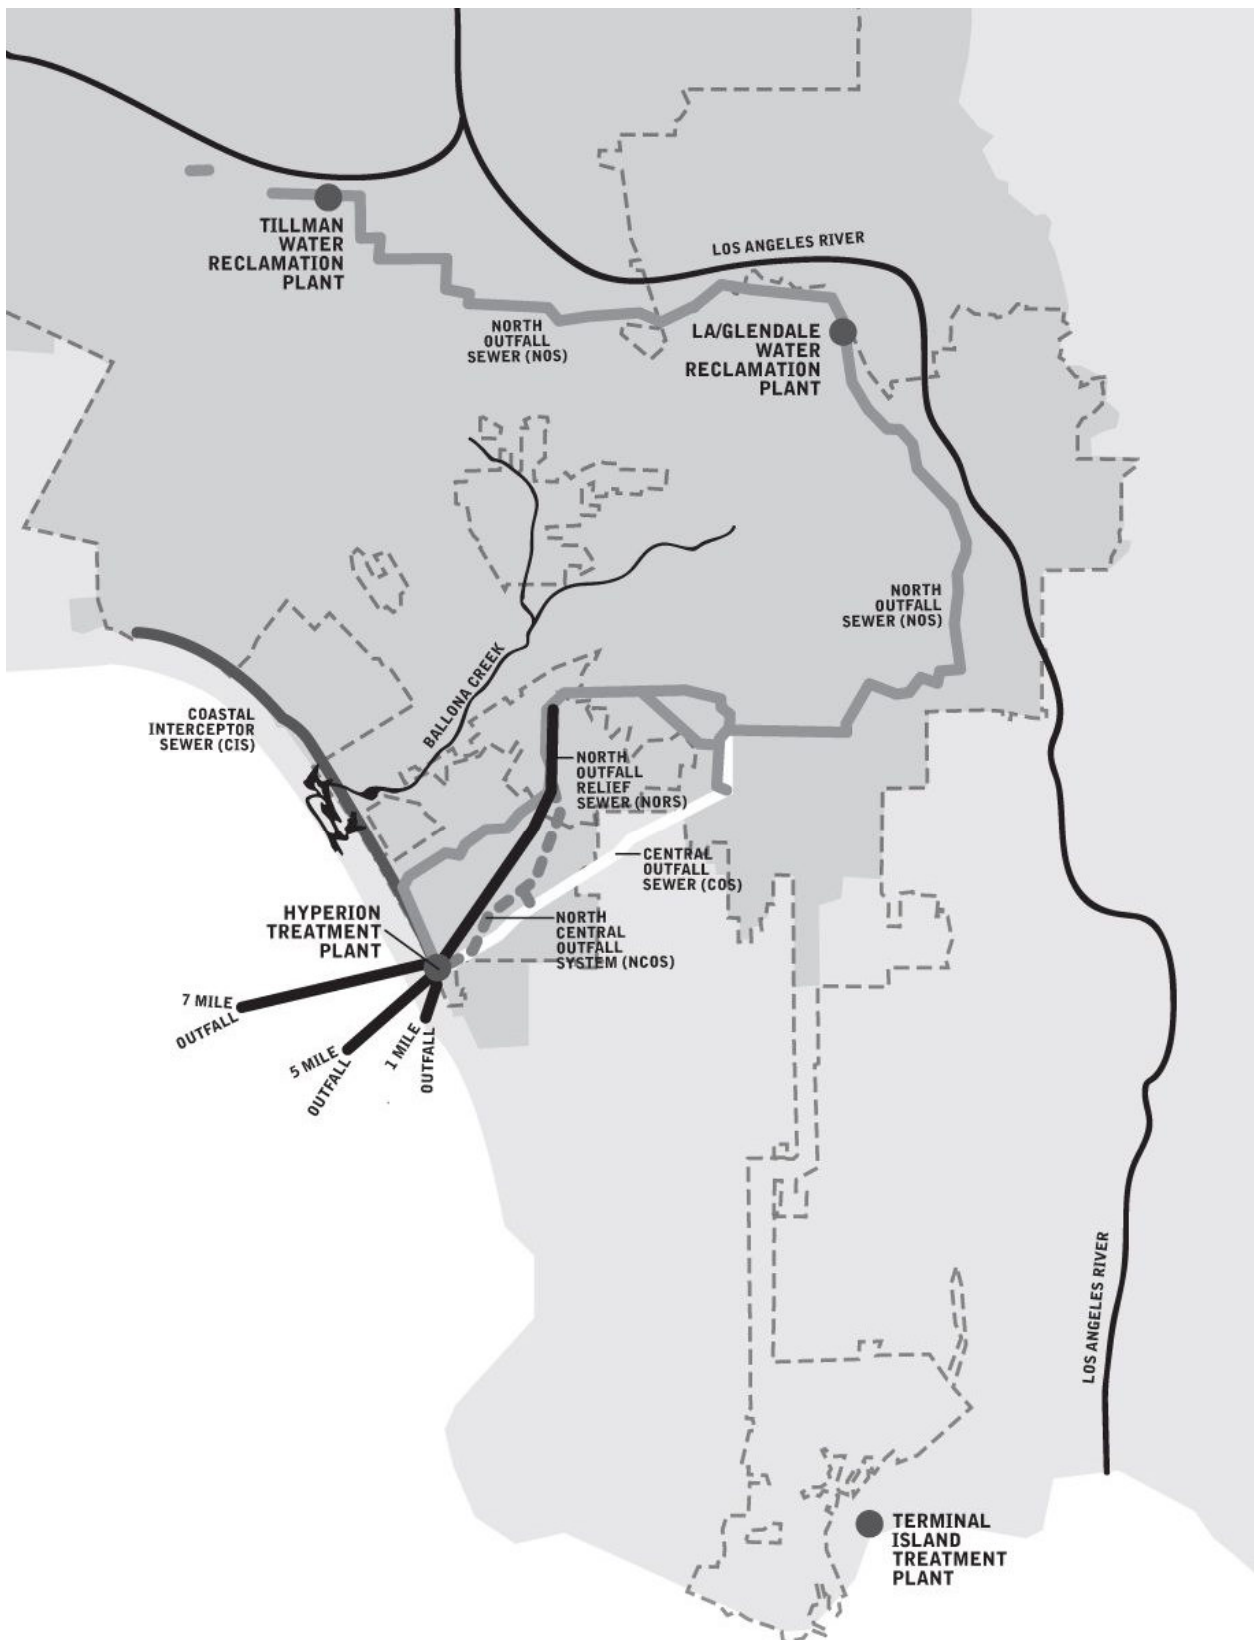 LOS ANGELES RIVER
TILLMAN
WATER
RECLAMATION
PLANT
NORTH
OUTFALL
SEWER (NOS)
LA/GLENDALE
WATER
RECLAMATION
PLANT
NORTH
OUTFALL
SEWER (NOS)
BALLONA CREEK
COASTAL
INTERCEPTOR
SEWER (CIS)
NORTH
OUTFALL
RELIEF
SEWER (NORS)
CENTRAL
OUTFALL
SEWER (COS)
HYPERION
TREATMENT
PLANT
NORTH
CENTRAL
OUTFALL
SYSTEM (NCOS)
7 MILE
OUTFALL
5 MILE
OUTFALL
1 MILE
OUTFALL
LOS ANGELES RIVER
TERMINAL
ISLAND
TREATMENT
PLANT